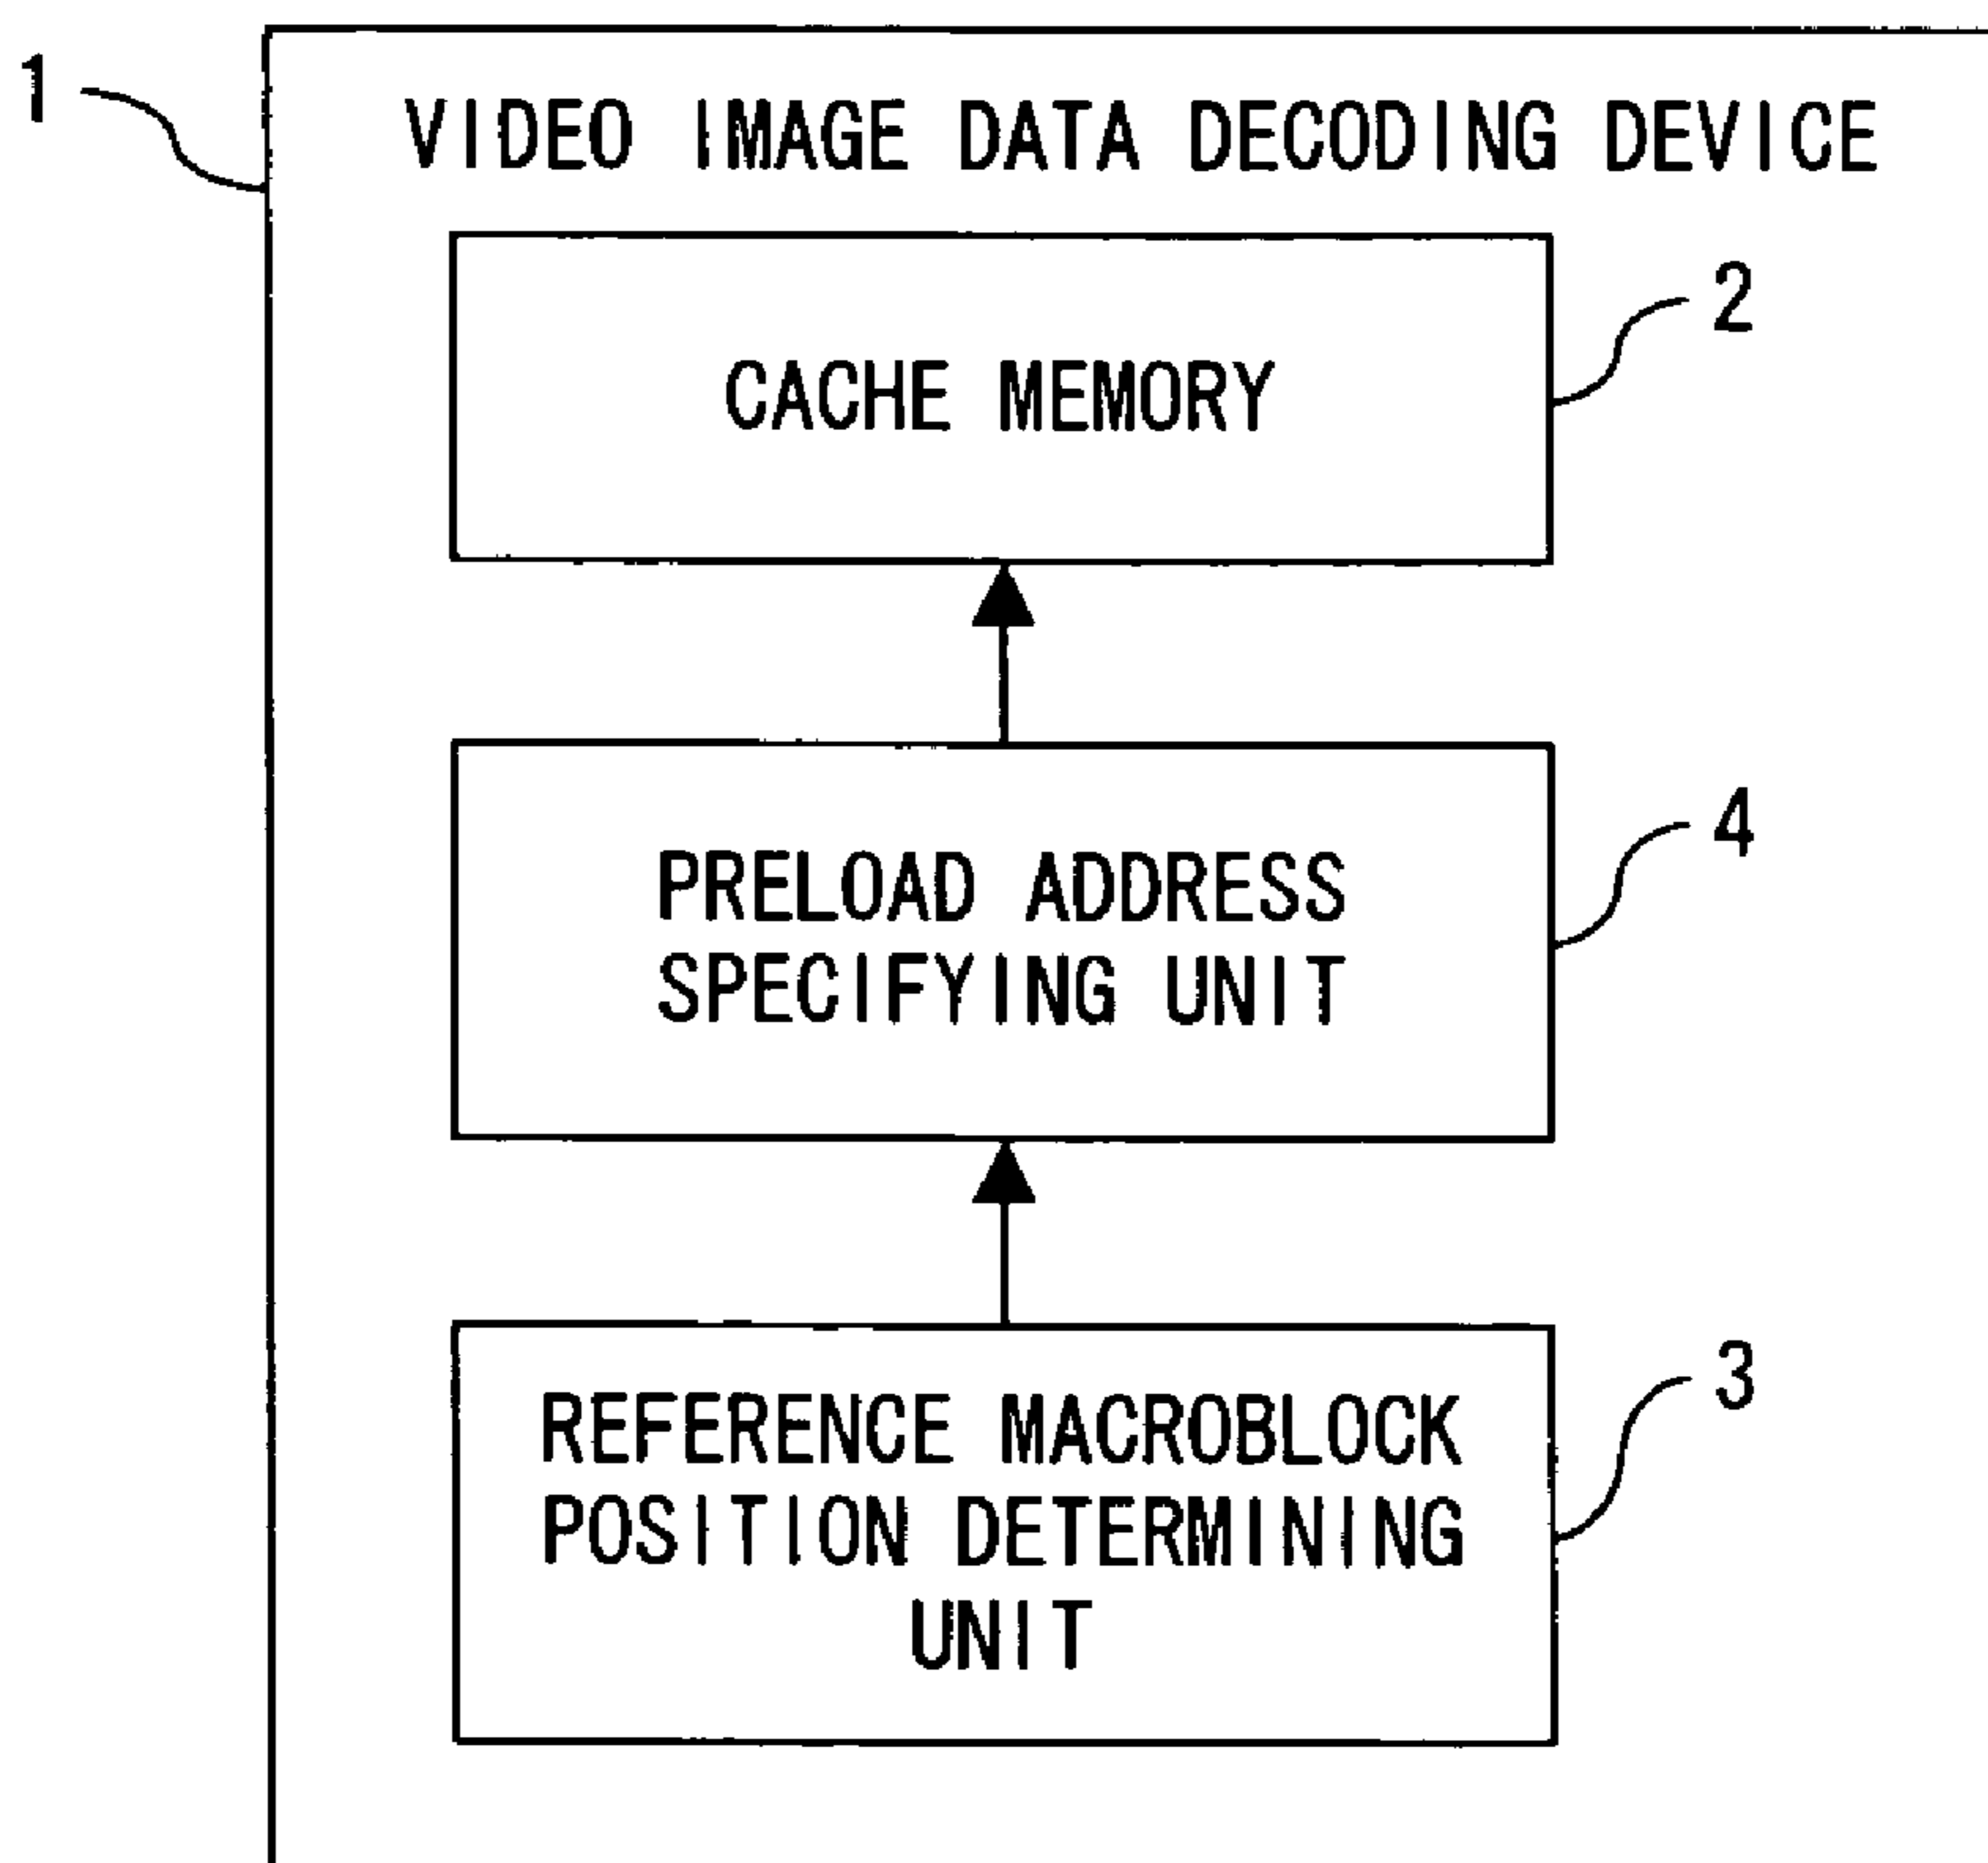 1
VIDEO IMAGE DATA DECODING DEVICE
2
CACHE MEMORY
4
PRELOAD ADDRESS
SPECIFYING UNIT
3
REFERENCE MACROBLOCK
POSITION DETERMINING
UNIT